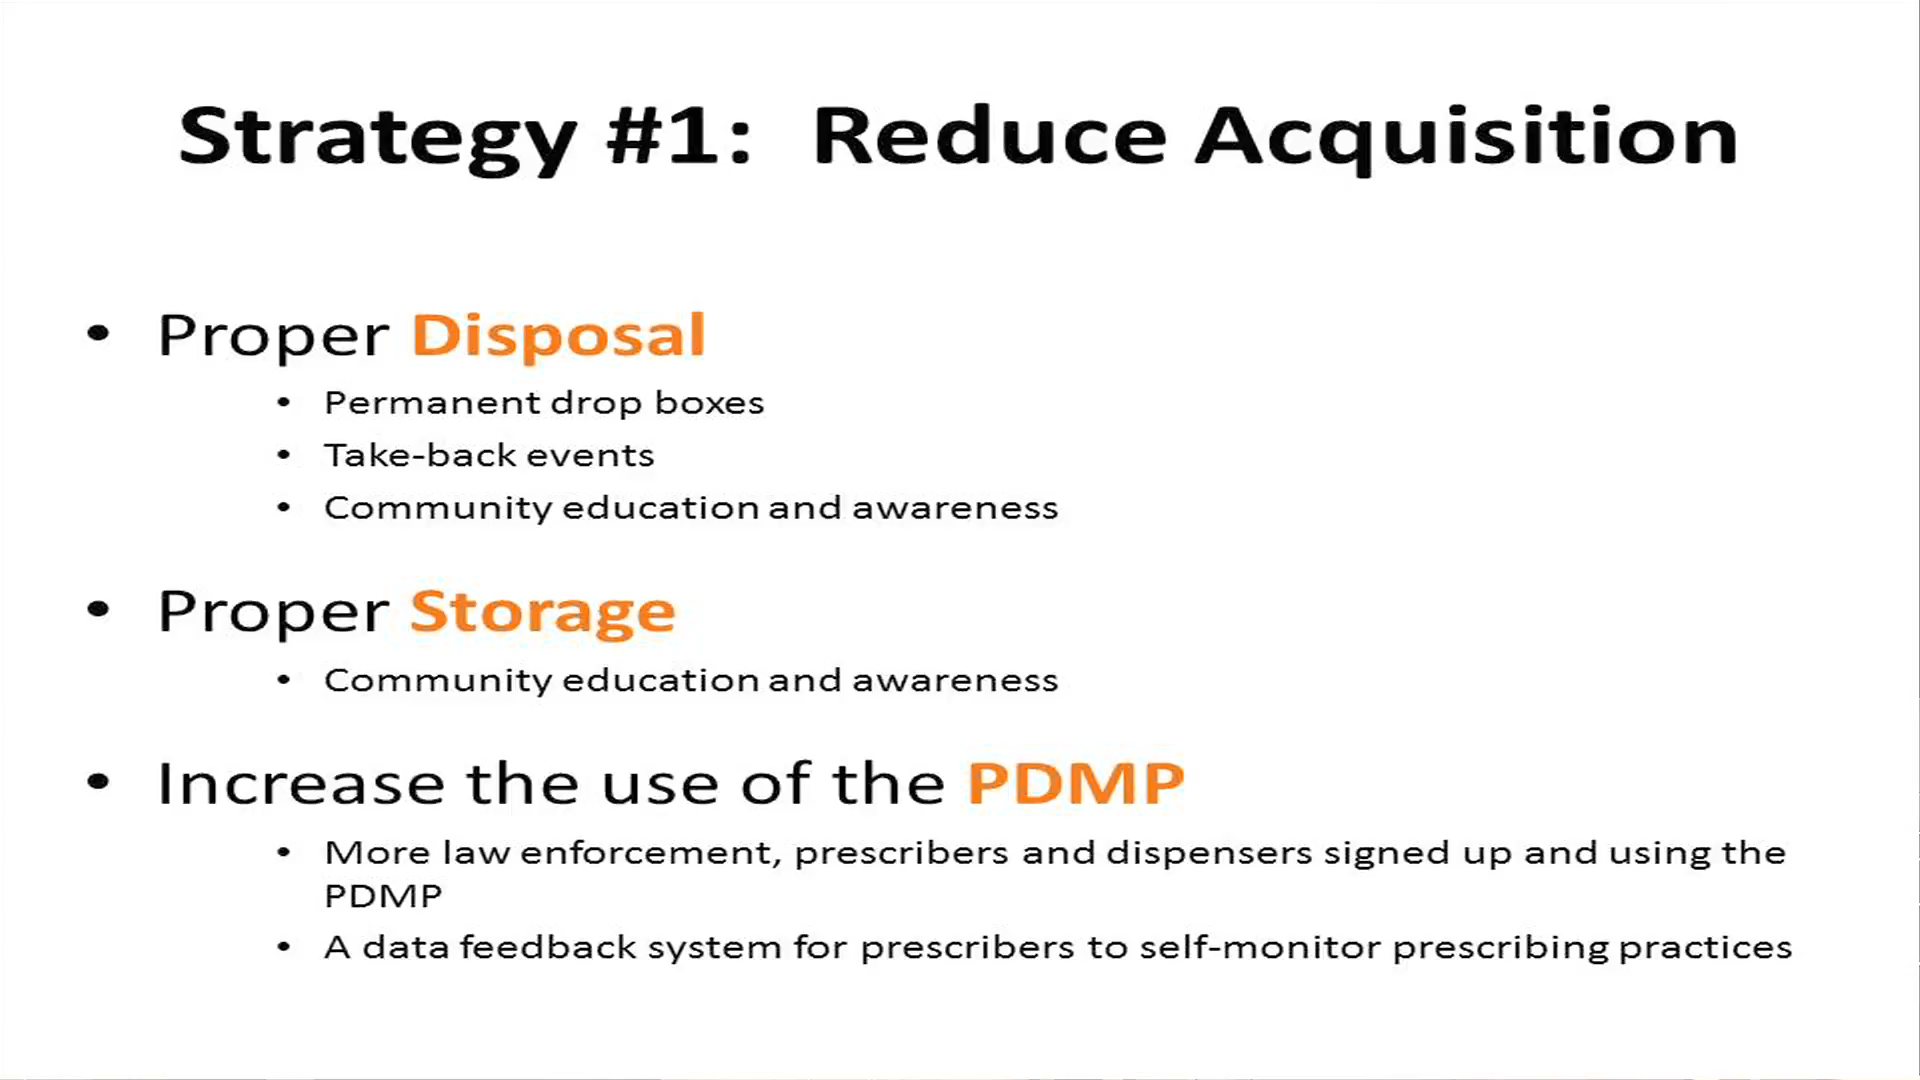 Strategy #1: Reduce Acquisition
• Proper Disposal
• Permanent drop boxes
• Take-back events
• Community education and awareness
• Proper Storage
• Community education and awareness
• Increase the use of the PDMP
• More law enforcement, prescribers and dispensers signed up and using the
PDMP
• A data feedback system for prescribers to self-monitor prescribing practices